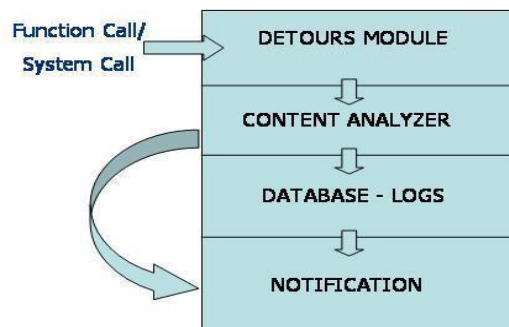 Function Call/
System Call
DETOURS MODULE
CONTENT ANALYZER
DATABASE - LOGS
NOTIFICATION